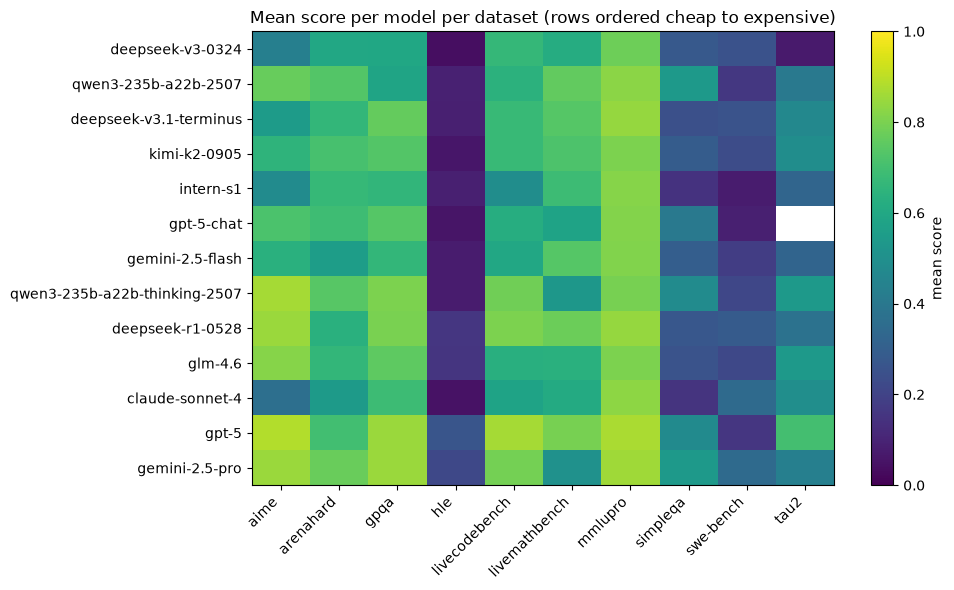 Mean score per model per dataset (rows ordered cheap to expensive)
deepseek-v3-0324
qwen3-235b-a22b-2507
deepseek-v3.1-terminus
kimi-k2-0905
intern-s1
gpt-5-chat
gemini-2.5-flash
qwen3-235b-a22b-thinking-2507
deepseek-r1-0528
glm-4.6
claude-sonnet-4
gpt-5
gemini-2.5-pro
aime
arenahard
gpqa
hle
livecodebench
livemathbench
mmlupro
simpleqa
swe-bench
tau2
1.0
0.8
0.6
0.4
0.2
0.0
mean score